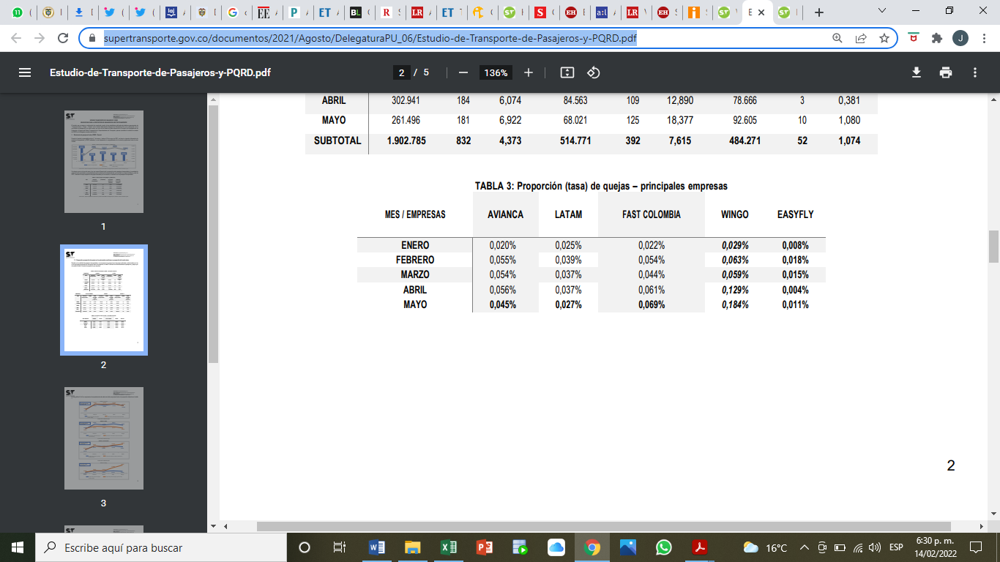 supertransporte.gov.co/documentos/2021/Agosto/DelegaturaPU_06/Estudio-de-Transporte-de-Pasajeros-y-PQRD.pdf
J
Estudio-de-Transporte-de-Pasajeros-y-PQRD.pdf
2 / 5
136%
1
2
3
ABRIL 302.941 184 6,074 84.563 109 12,890 78.666 3 0,381
MAYO 261.496 181 6,922 68.021 125 18,377 92.605 10 1,080
SUBTOTAL 1.902.785 832 4,373 514.771 392 7,615 484.271 52 1,074
TABLA 3: Proporción (tasa) de quejas – principales empresas
MES / EMPRESAS AVIANCA LATAM FAST COLOMBIA WINGO EASYFLY
ENERO 0,020% 0,025% 0,022% 0,029% 0,008%
FEBRERO 0,055% 0,039% 0,054% 0,063% 0,018%
MARZO 0,054% 0,037% 0,044% 0,059% 0,015%
ABRIL 0,056% 0,037% 0,061% 0,129% 0,004%
MAYO 0,045% 0,027% 0,069% 0,184% 0,011%
2
Escribe aquí para buscar
16°C
ESP
6:30 p. m.
14/02/2022